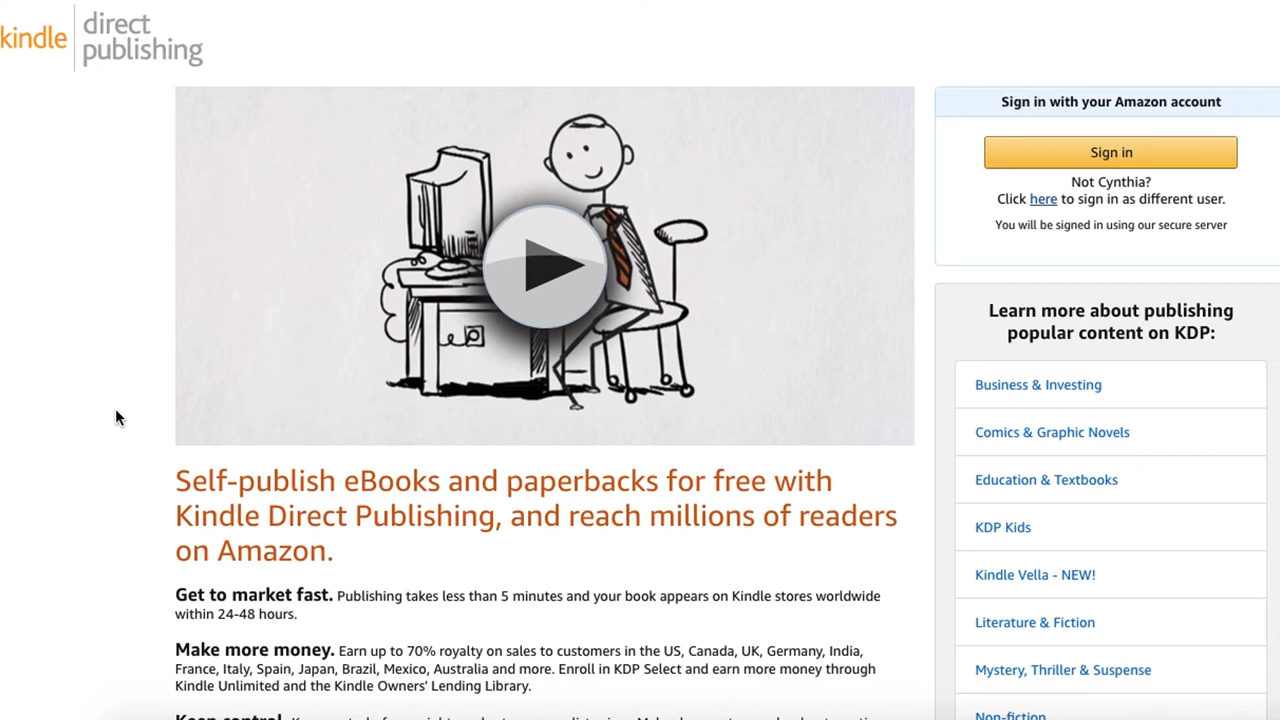 kindle
direct
publishing
Sign in with your Amazon account
Sign in
Not Cynthia?
Click here to sign in as different user.
You will be signed in using our secure server
Learn more about publishing
popular content on KDP:
Business & Investing
Comics & Graphic Novels
Education & Textbooks
KDP Kids
Kindle Vella - NEW!
Literature & Fiction
Mystery, Thriller & Suspense
Non-fiction
Self-publish eBooks and paperbacks for free with
Kindle Direct Publishing, and reach millions of readers
on Amazon.
Get to market fast. Publishing takes less than 5 minutes and your book appears on Kindle stores worldwide
within 24-48 hours.
Make more money. Earn up to 70% royalty on sales to customers in the US, Canada, UK, Germany, India,
France, Italy, Spain, Japan, Brazil, Mexico, Australia and more. Enroll in KDP Select and earn more money through
Kindle Unlimited and the Kindle Owners' Lending Library.
Keep control.